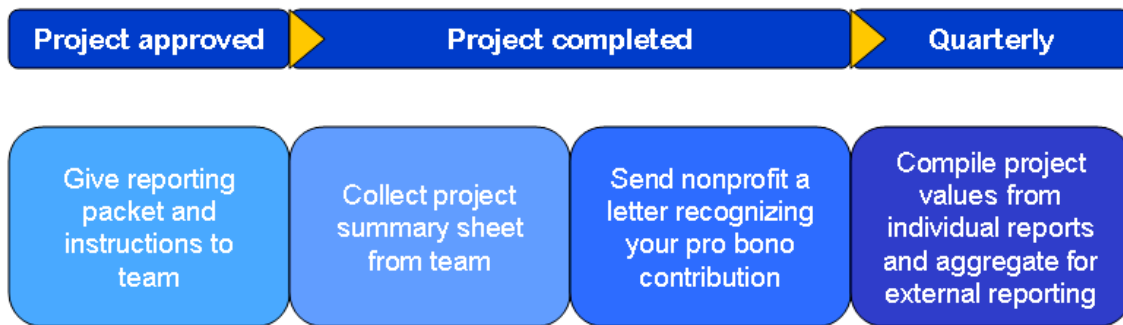 Project approved
Project completed
Quarterly
Give reporting
packet and
instructions to
team
Collect project
summary sheet
from team
Send nonprofit a
letter recognizing
your pro bono
contribution
Compile project
values from
individual reports
and aggregate for
external reporting